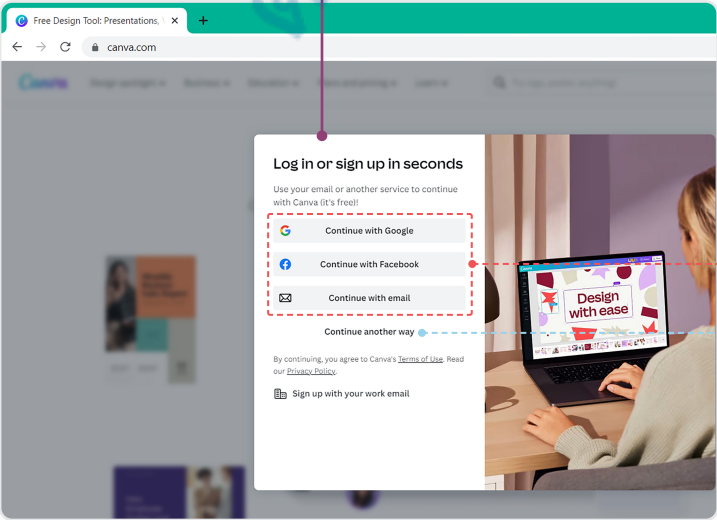 Free Design Tool: Presentations,
canva.com
Canva
Log in or sign up in seconds
Use your email or another service to continue
with Canva (it's free)!
Continue with Google
Continue with Facebook
Continue with email
Continue another way
By continuing, you agree to Canva's Terms of Use. Read
our Privacy Policy.
Sign up with your work email
Design
with ease